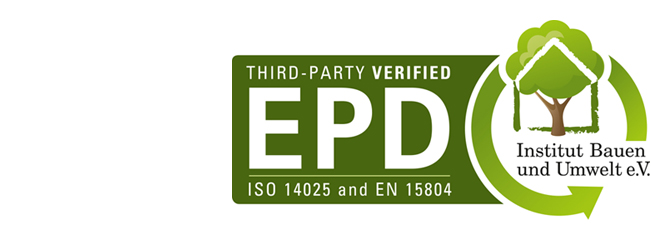 THIRD-PARTY VERIFIED
EPD
ISO 14025 and EN 15804
Institut Bauen
und Umwelt e.V.